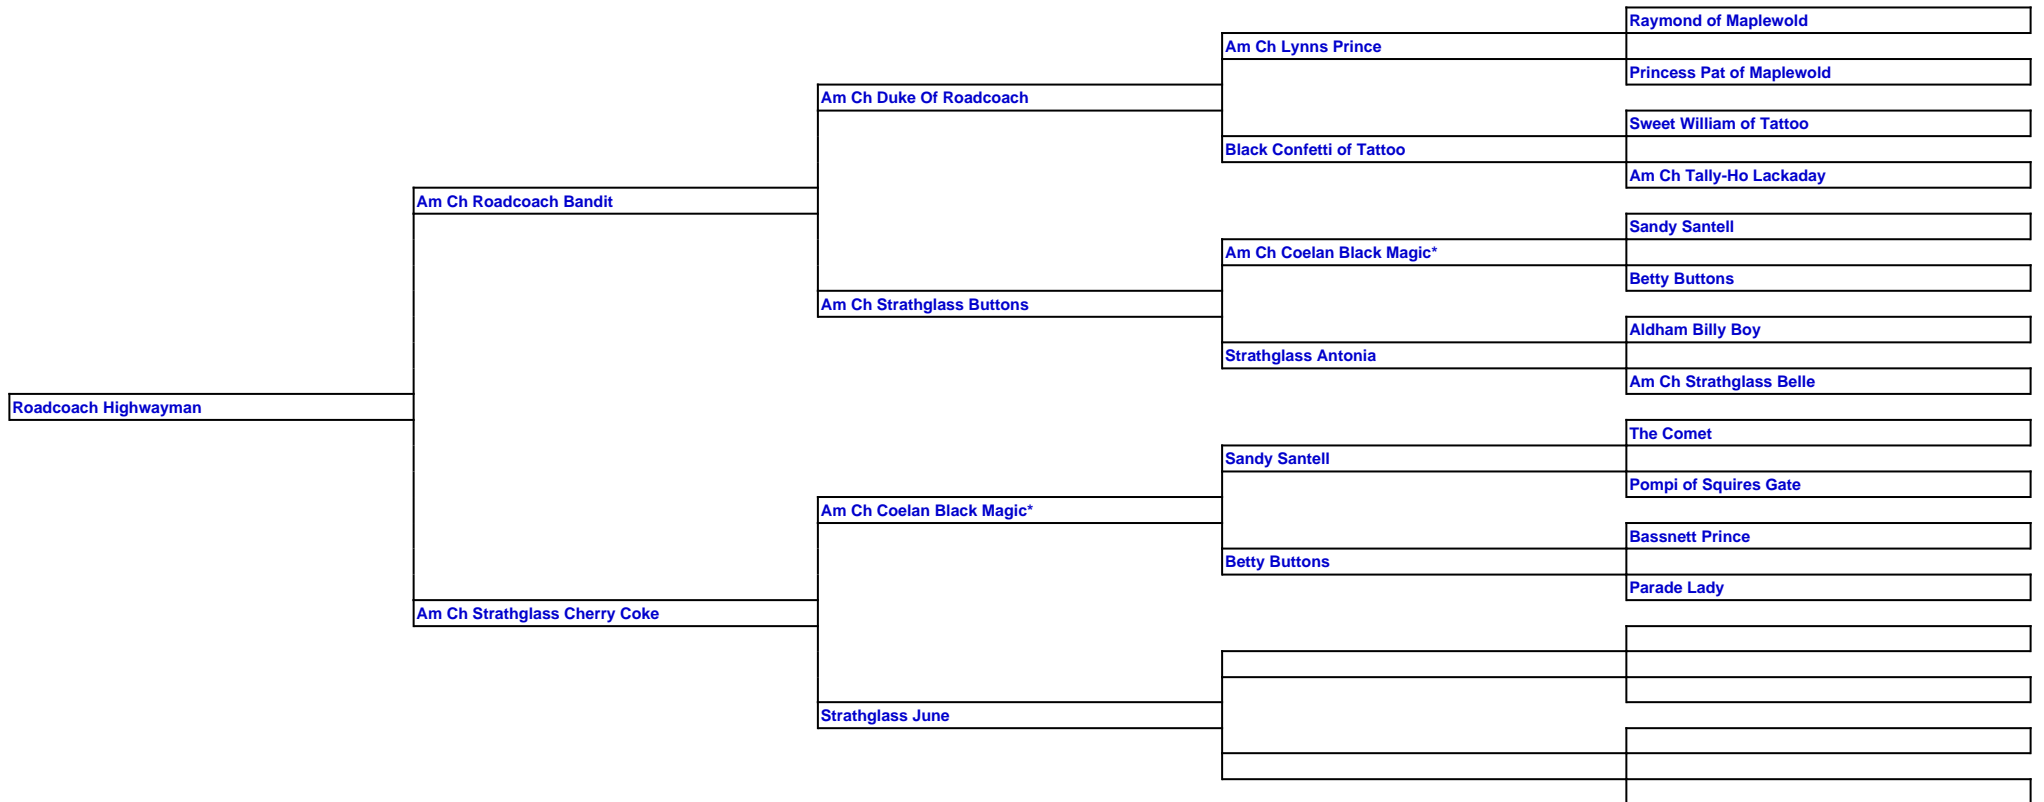 Raymond of Maplewold
Am Ch Lynns Prince
Princess Pat of Maplewold
Am Ch Duke Of Roadcoach
Sweet William of Tattoo
Black Confetti of Tattoo
Am Ch Tally-Ho Lackaday
Am Ch Roadcoach Bandit
Sandy Santell
Am Ch Coelan Black Magic*
Betty Buttons
Am Ch Strathglass Buttons
Aldham Billy Boy
Strathglass Antonia
Am Ch Strathglass Belle
Roadcoach Highwayman
The Comet
Sandy Santell
Pompi of Squires Gate
Am Ch Coelan Black Magic*
Bassnett Prince
Betty Buttons
Parade Lady
Am Ch Strathglass Cherry Coke
Strathglass June